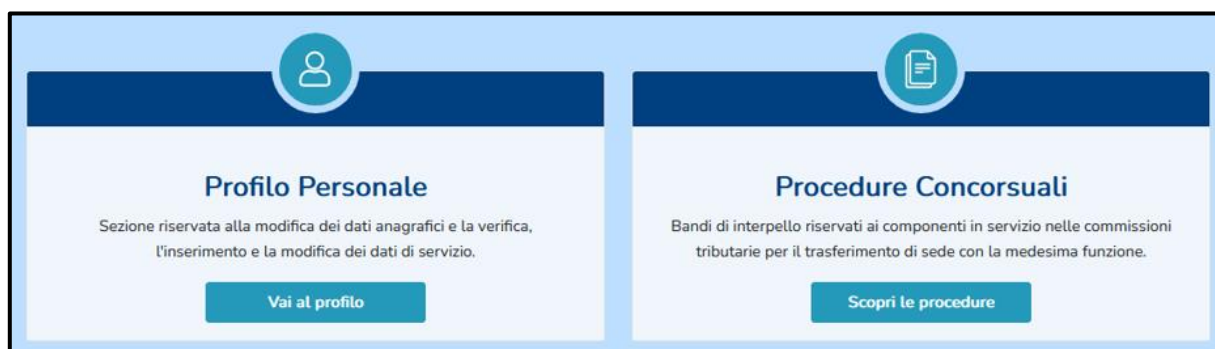 Profilo Personale
Sezione riservata alla modifica dei dati anagrafici e la verifica,
l'inserimento e la modifica dei dati di servizio.
Vai al profilo
Procedure Concorsuali
Bandi di interpello riservati ai componenti in servizio nelle commissioni
tributarie per il trasferimento di sede con la medesima funzione.
Scopri le procedure